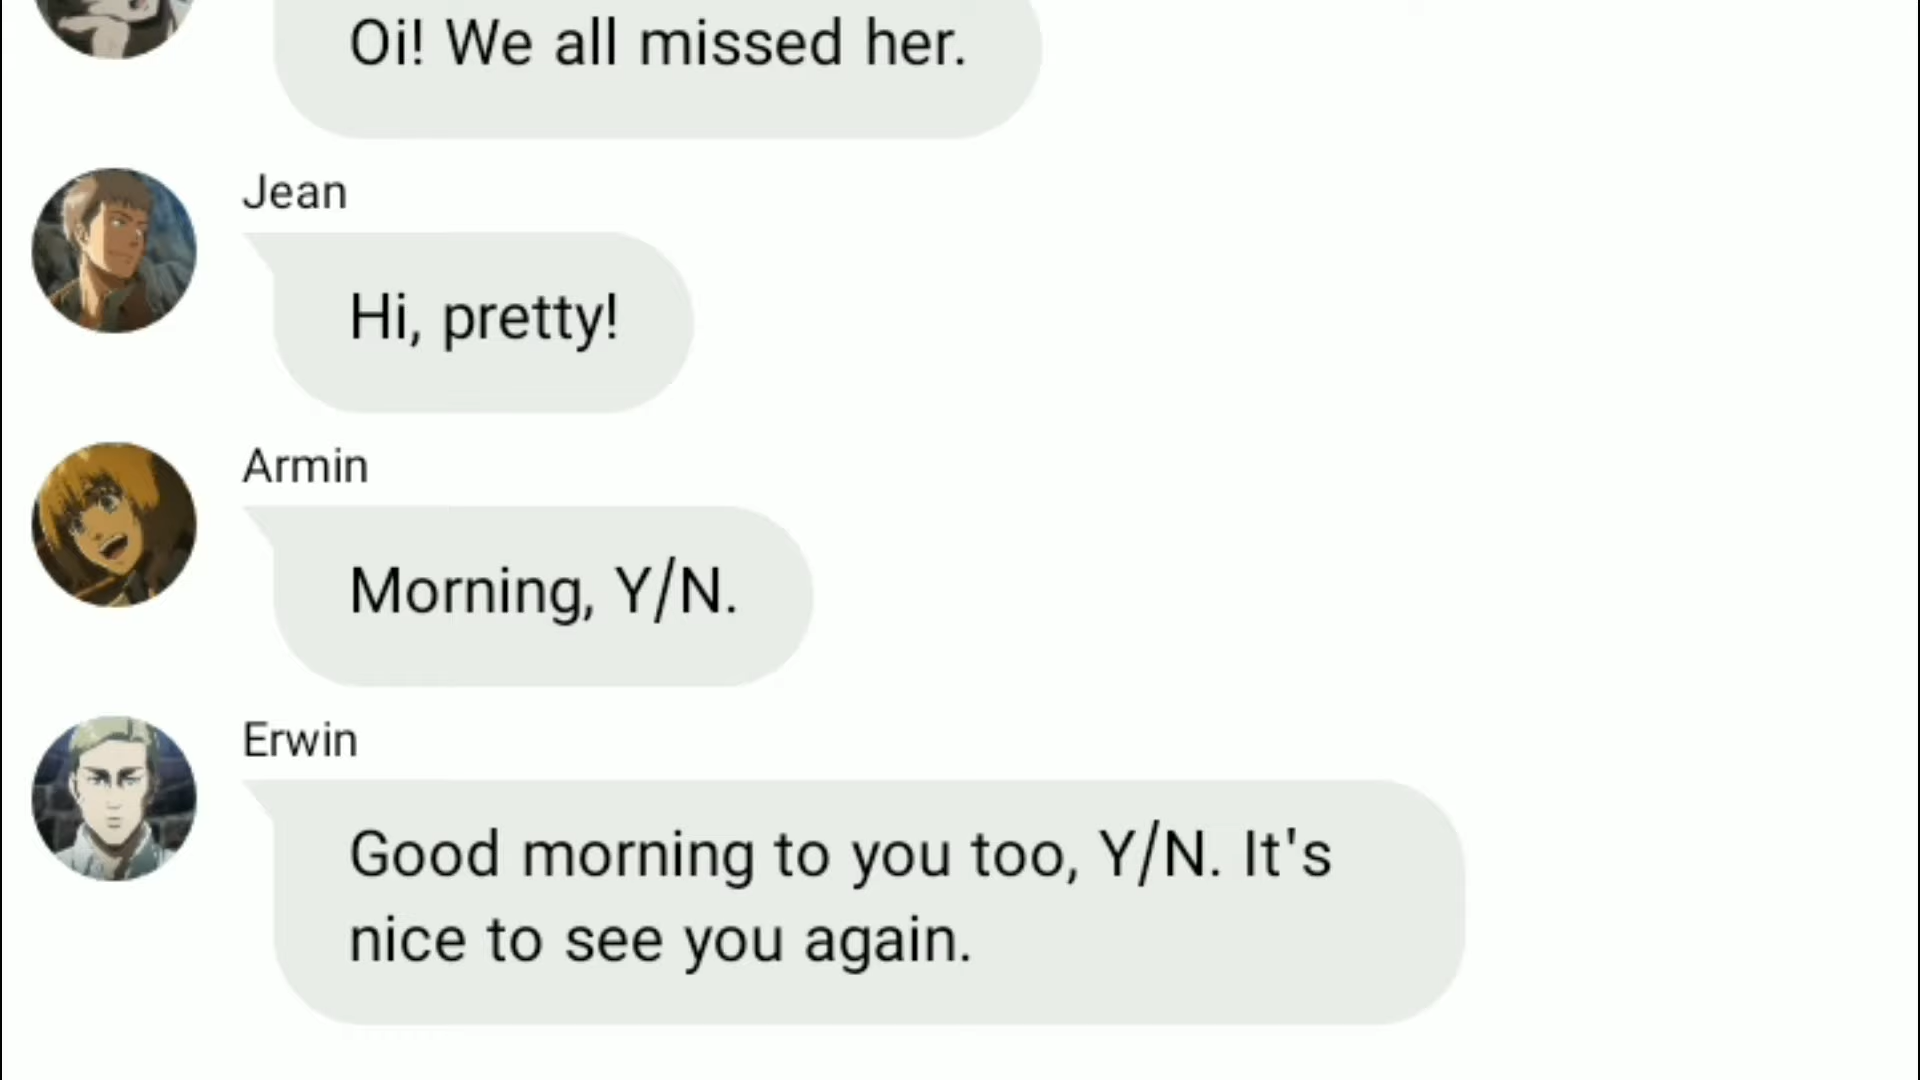 Oi! We all missed her.
Jean
Hi, pretty!
Armin
Morning, Y/N.
Erwin
Good morning to you too, Y/N. It's
nice to see you again.